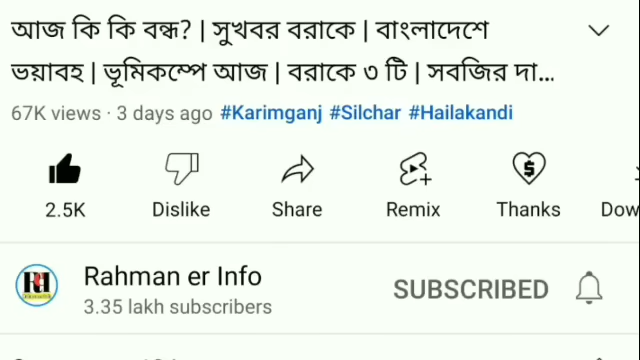 আজ কি কি বন্ধ? | সুখবর বরাকে | বাংলাদেশে
ভয়াবহ | ভূমিকম্পে আজ | বরাকে ৩ টি | সবজির দা...
67K views · 3 days ago #Karimganj #Silchar #Hailakandi
2.5K Dislike Share Remix Thanks Dow
Rahman er Info
3.35 lakh subscribers
SUBSCRIBED